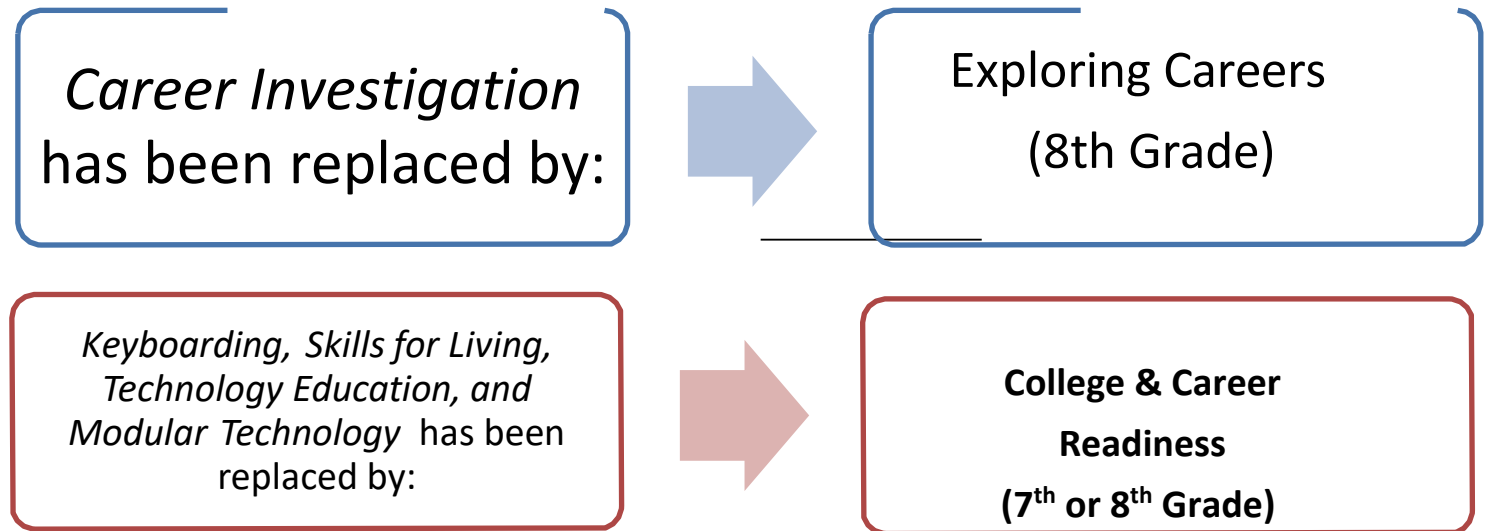 Career Investigation
has been replaced by:
Exploring Careers
(8th Grade)
Keyboarding, Skills for Living,
Technology Education, and
Modular Technology has been
replaced by:
College & Career
Readiness
(7th or 8th Grade)